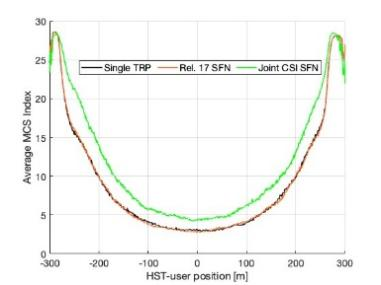 30
25
20
15
10
5
0
Average MCS Index
Single TRP Rel. 17 SFN Joint CSI SFN
-300 -200 -100 0 100 200 300
HST-user position [m]